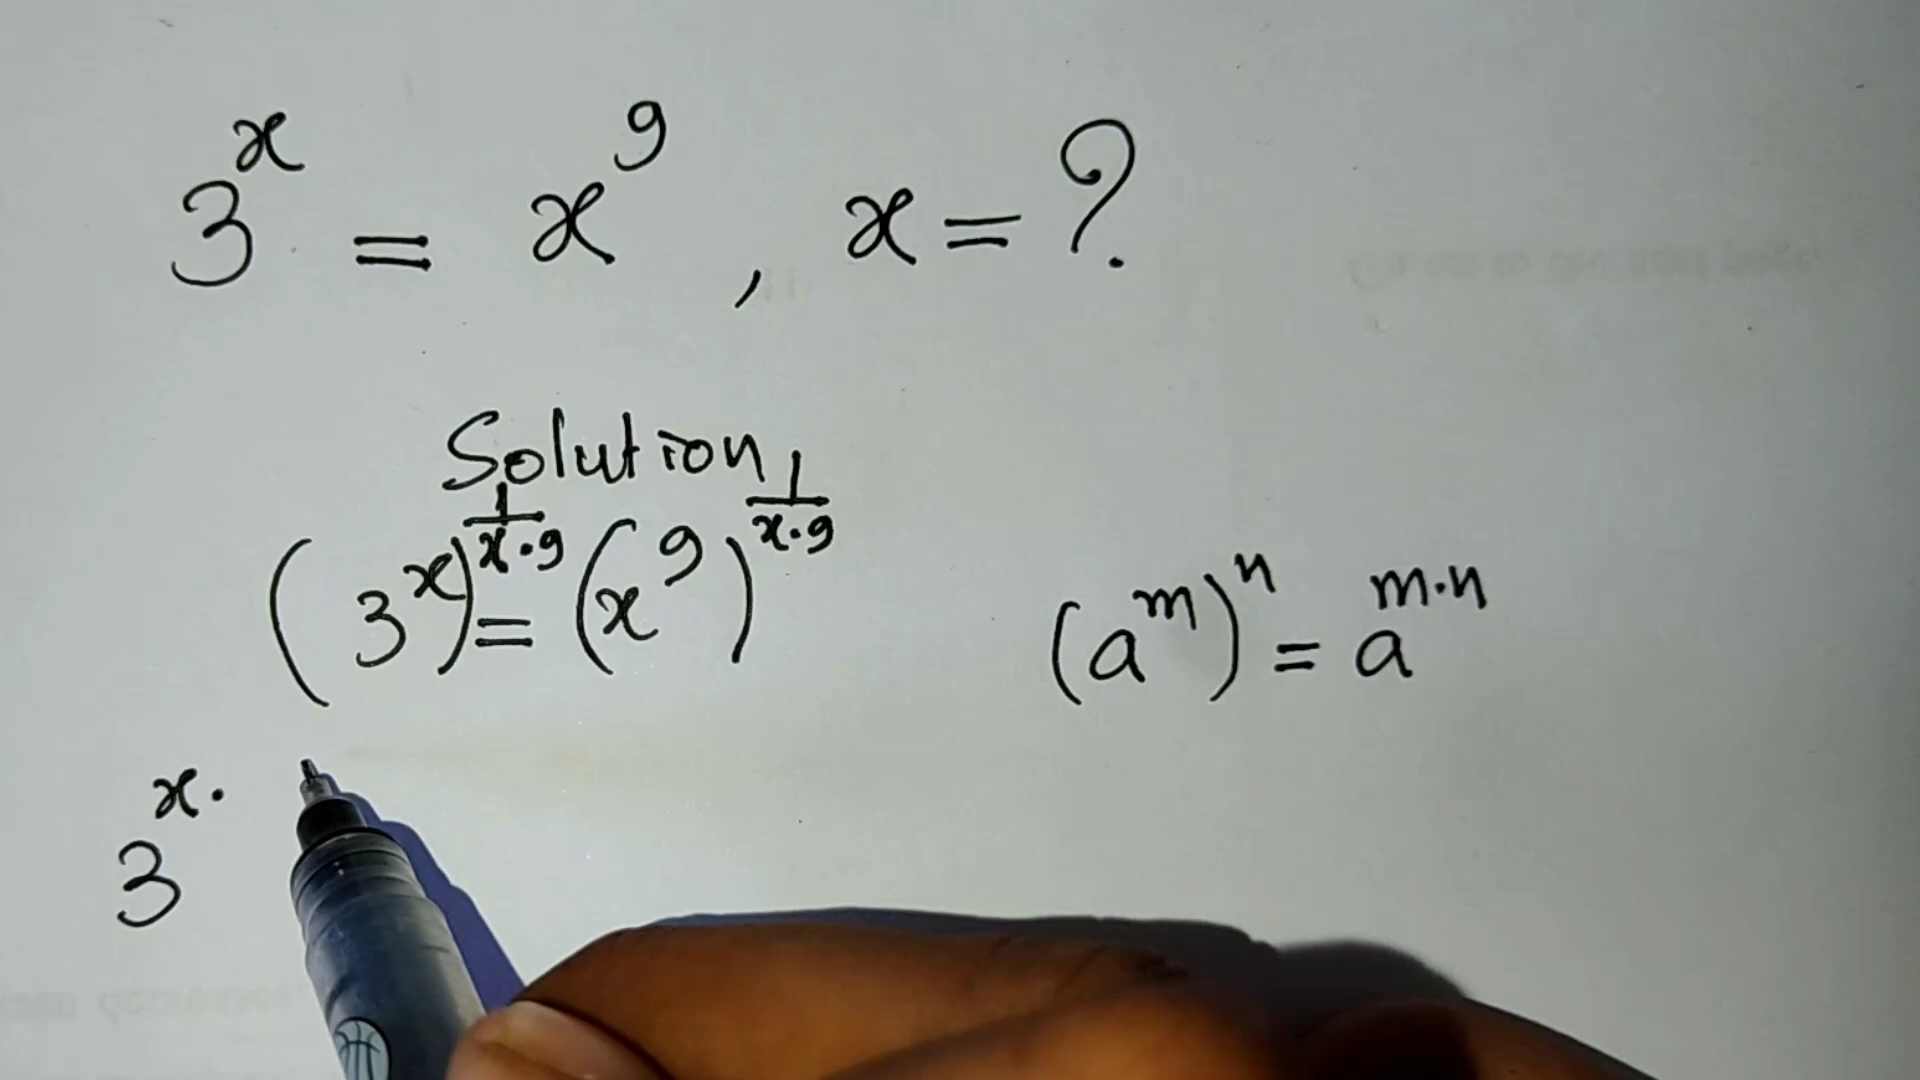 3^x = x^9, x = ?
Solution
(3^x)^(1/(x·9)) = (x^9)^(1/(x·9))
(a^m)^n = a^(m·n)
3^(x·